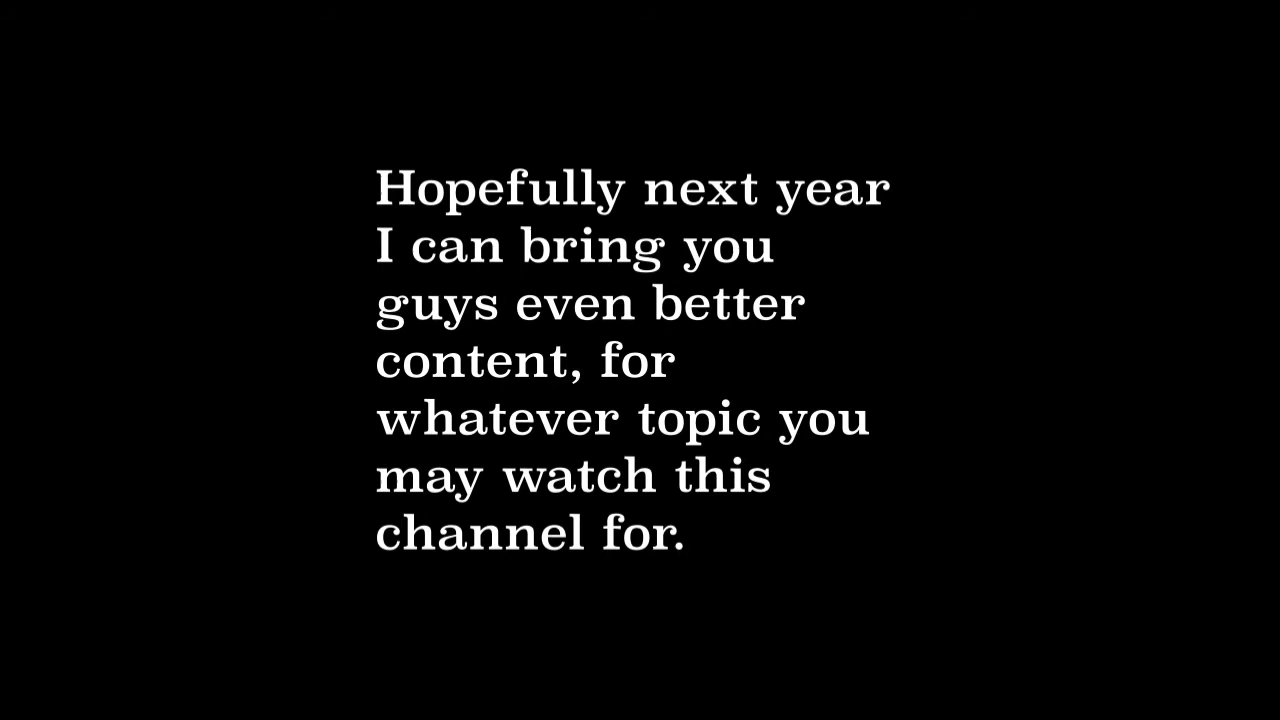 Hopefully next year
I can bring you
guys even better
content, for
whatever topic you
may watch this
channel for.